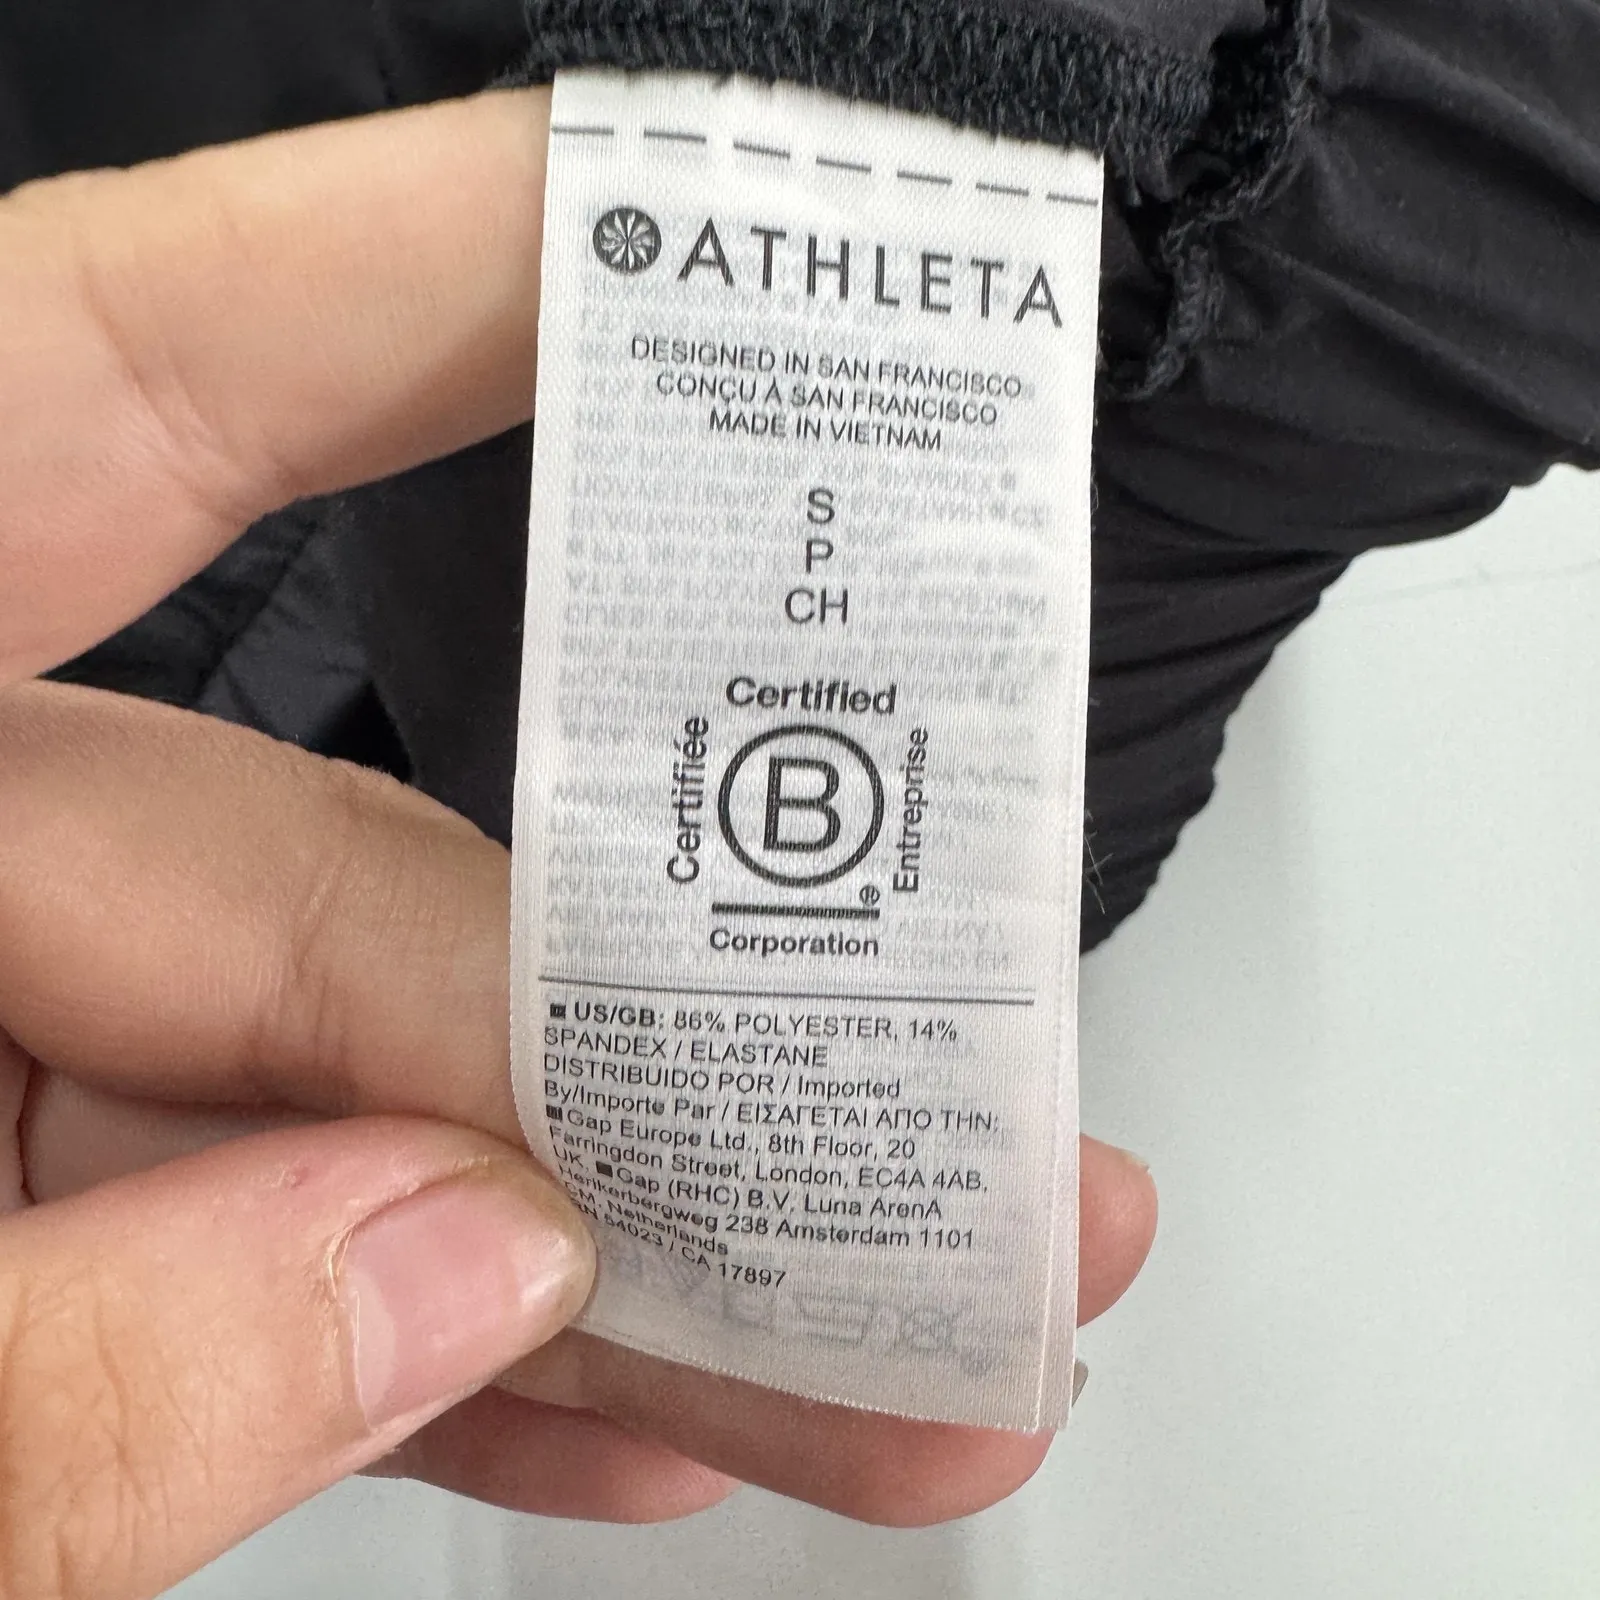 ATHLETA
DESIGNED IN SAN FRANCISCO
CONÇU À SAN FRANCISCO
MADE IN VIETNAM
S
P
CH
Certified
Certifiée
B
Entreprise
®
Corporation
US/GB: 86% POLYESTER, 14%
SPANDEX / ELASTANE
DISTRIBUIDO POR / Imported
By/Importe Par / ΕΙΣΑΓΕΤΑΙ ΑΠΟ ΤΗΝ:
Gap Europe Ltd., 8th Floor, 20
Farringdon Street, London, EC4A 4AB,
UK, Gap (RHC) B.V. Luna ArenA
Herikerbergweg 238 Amsterdam 1101
CM, Netherlands
RN 54023 / CA 17897